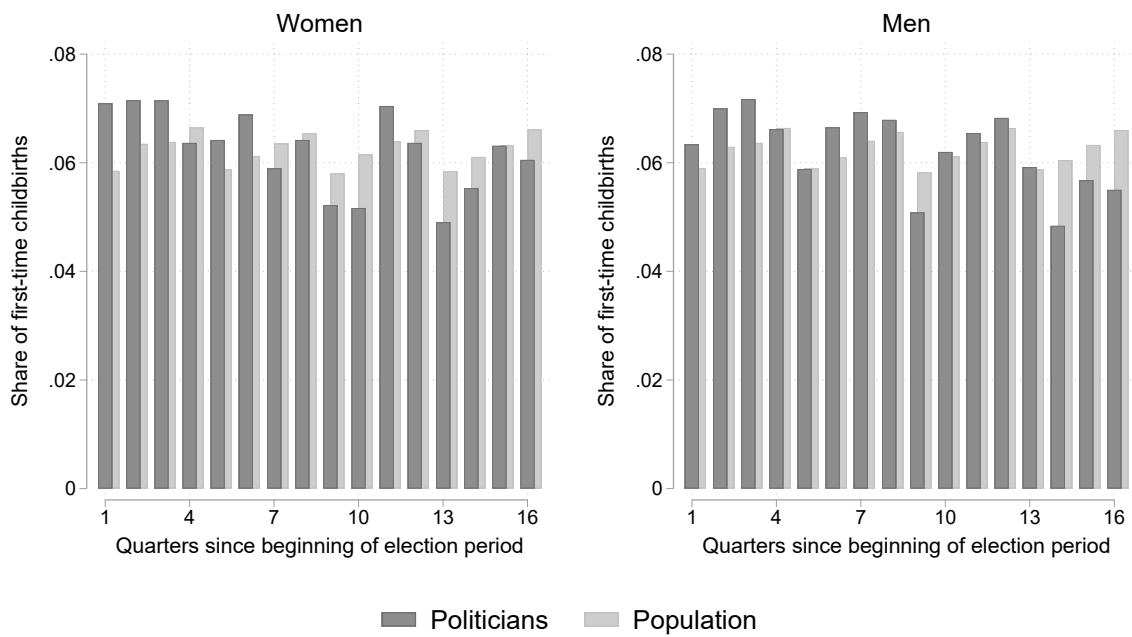 Women
.08
.06
.04
.02
0
Share of first-time childbirths
1 4 7 10 13 16
Quarters since beginning of election period
Men
.08
.06
.04
.02
0
Share of first-time childbirths
1 4 7 10 13 16
Quarters since beginning of election period
Politicians Population